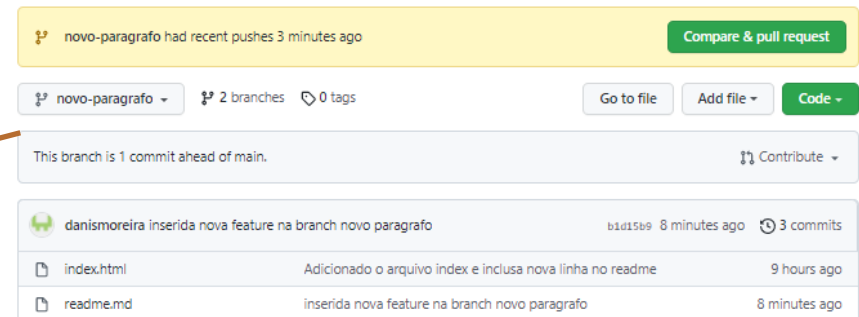 novo-paragrafo had recent pushes 3 minutes ago Compare & pull request
novo-paragrafo 2 branches 0 tags Go to file Add file Code
This branch is 1 commit ahead of main. Contribute
danismoreira inserida nova feature na branch novo paragrafo b1d15b9 8 minutes ago 3 commits
index.html Adicionado o arquivo index e inclusa nova linha no readme 9 hours ago
readme.md inserida nova feature na branch novo paragrafo 8 minutes ago